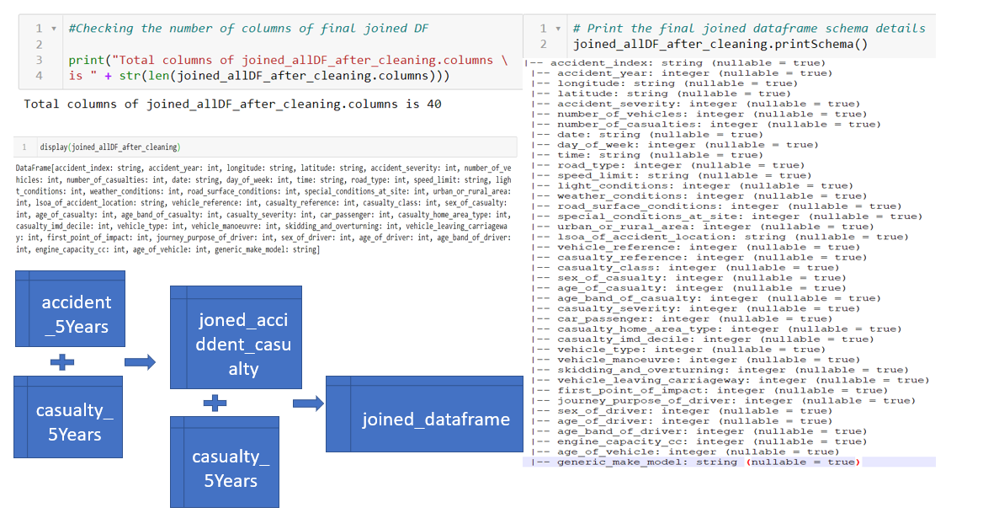 1 #Checking the number of columns of final joined DF
2
3 print("Total columns of joined_allDF_after_cleaning.columns \
4 is " + str(len(joined_allDF_after_cleaning.columns)))
Total columns of joined_allDF_after_cleaning.columns is 40
1 display(joined_allDF_after_cleaning)
DataFrame[accident_index: string, accident_year: int, longitude: string, latitude: string, accident_severity: int, number_of_ve
hicles: int, number_of_casualties: int, date: string, day_of_week: int, time: string, road_type: int, speed_limit: string, ligh
t_conditions: int, weather_conditions: int, road_surface_conditions: int, special_conditions_at_site: int, urban_or_rural_area:
int, lsoa_of_accident_location: string, vehicle_reference: int, casualty_reference: int, casualty_class: int, sex_of_casualty:
int, age_of_casualty: int, age_band_of_casualty: int, casualty_severity: int, car_passenger: int, casualty_home_area_type: int,
casualty_imd_decile: int, vehicle_type: int, vehicle_manoeuvre: int, skidding_and_overturning: int, vehicle_leaving_carriagewa
y: int, first_point_of_impact: int, journey_purpose_of_driver: int, sex_of_driver: int, age_of_driver: int, age_band_of_driver:
int, engine_capacity_cc: int, age_of_vehicle: int, generic_make_model: string]
accident
_5Years
casualty_
5Years
joned_acci
ddent_casu
alty
casualty_
5Years
joined_dataframe
1 # Print the final joined dataframe schema details
2 joined_allDF_after_cleaning.printSchema()
|-- accident_index: string (nullable = true)
|-- accident_year: integer (nullable = true)
|-- longitude: string (nullable = true)
|-- latitude: string (nullable = true)
|-- accident_severity: integer (nullable = true)
|-- number_of_vehicles: integer (nullable = true)
|-- number_of_casualties: integer (nullable = true)
|-- date: string (nullable = true)
|-- day_of_week: integer (nullable = true)
|-- time: string (nullable = true)
|-- road_type: integer (nullable = true)
|-- speed_limit: string (nullable = true)
|-- light_conditions: integer (nullable = true)
|-- weather_conditions: integer (nullable = true)
|-- road_surface_conditions: integer (nullable = true)
|-- special_conditions_at_site: integer (nullable = true)
|-- urban_or_rural_area: integer (nullable = true)
|-- lsoa_of_accident_location: string (nullable = true)
|-- vehicle_reference: integer (nullable = true)
|-- casualty_reference: integer (nullable = true)
|-- casualty_class: integer (nullable = true)
|-- sex_of_casualty: integer (nullable = true)
|-- age_of_casualty: integer (nullable = true)
|-- age_band_of_casualty: integer (nullable = true)
|-- casualty_severity: integer (nullable = true)
|-- car_passenger: integer (nullable = true)
|-- casualty_home_area_type: integer (nullable = true)
|-- casualty_imd_decile: integer (nullable = true)
|-- vehicle_type: integer (nullable = true)
|-- vehicle_manoeuvre: integer (nullable = true)
|-- skidding_and_overturning: integer (nullable = true)
|-- vehicle_leaving_carriageway: integer (nullable = true)
|-- first_point_of_impact: integer (nullable = true)
|-- journey_purpose_of_driver: integer (nullable = true)
|-- sex_of_driver: integer (nullable = true)
|-- age_of_driver: integer (nullable = true)
|-- age_band_of_driver: integer (nullable = true)
|-- engine_capacity_cc: integer (nullable = true)
|-- age_of_vehicle: integer (nullable = true)
|-- generic_make_model: string (nullable = true)